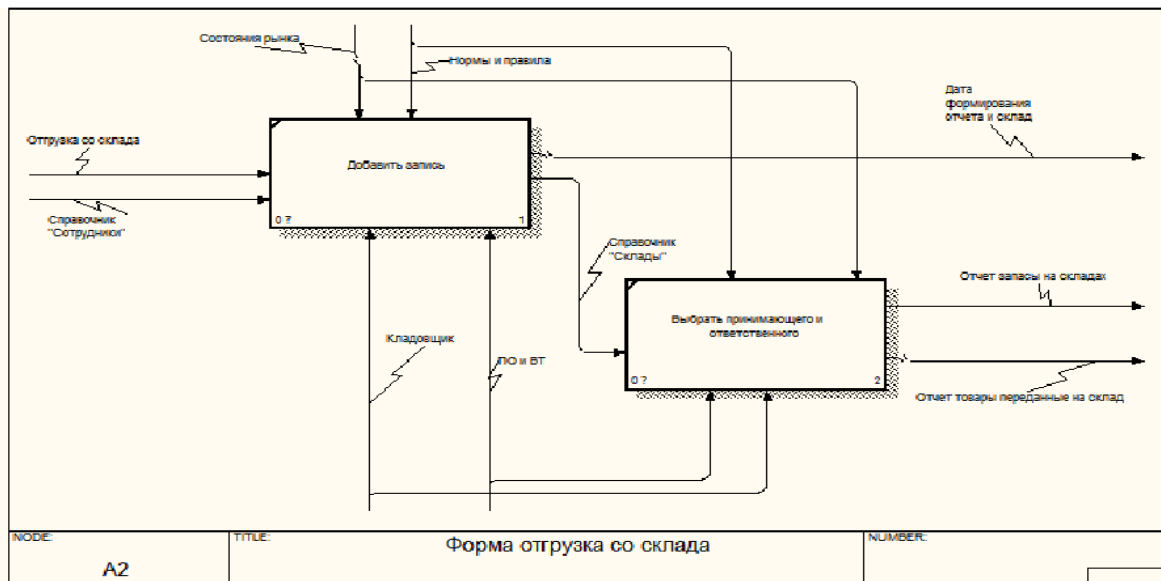 Состояния рынка
Нормы и правила
Дата
формирования
отчета и склад
Отгрузка со склада
Добавить запись
0 ?
1
Справочник
"Сотрудники"
Справочник
"Склады"
Отчет запасы на складах
Выбрать принимающего и
ответственного
Кладовщик
ПО и ВТ
0 ?
2
Отчет товары переданные на склад
NODE:
TITLE:
Форма отгрузка со склада
NUMBER:
A2